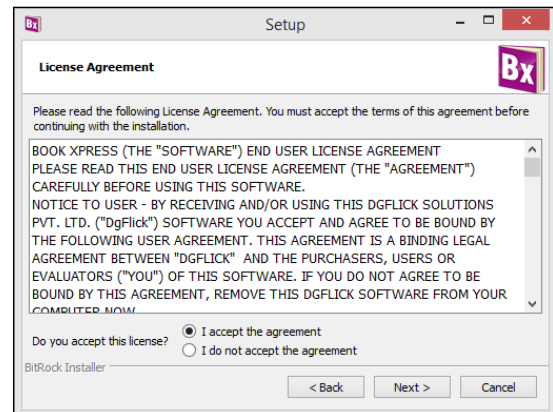 Bx
Setup
License Agreement
Bx
Please read the following License Agreement. You must accept the terms of this agreement before
continuing with the installation.
BOOK XPRESS (THE "SOFTWARE") END USER LICENSE AGREEMENT
PLEASE READ THIS END USER LICENSE AGREEMENT (THE "AGREEMENT")
CAREFULLY BEFORE USING THIS SOFTWARE.
NOTICE TO USER - BY RECEIVING AND/OR USING THIS DGFLICK SOLUTIONS
PVT. LTD. ("DgFlick") SOFTWARE YOU ACCEPT AND AGREE TO BE BOUND BY
THE FOLLOWING USER AGREEMENT. THIS AGREEMENT IS A BINDING LEGAL
AGREEMENT BETWEEN "DGFLICK" AND THE PURCHASERS, USERS OR
EVALUATORS ("YOU") OF THIS SOFTWARE. IF YOU DO NOT AGREE TO BE
BOUND BY THIS AGREEMENT, REMOVE THIS DGFLICK SOFTWARE FROM YOUR
COMPUTER NOW
Do you accept this license?
I accept the agreement
I do not accept the agreement
BitRock Installer
< Back
Next >
Cancel